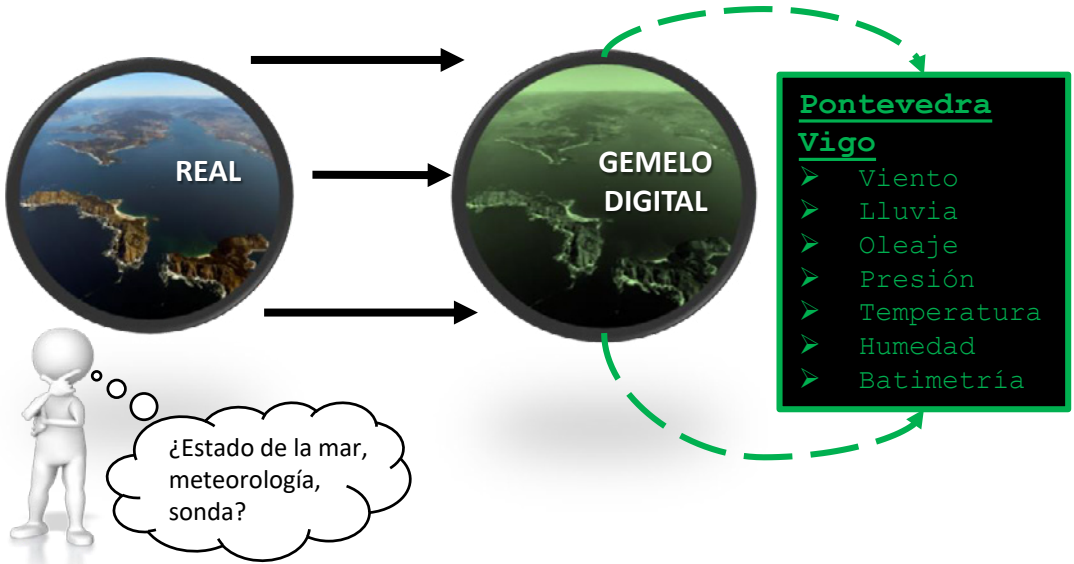 REAL
GEMELO
DIGITAL
Pontevedra
Vigo
Viento
Lluvia
Oleaje
Presión
Temperatura
Humedad
Batimetría
¿Estado de la mar,
meteorología,
sonda?